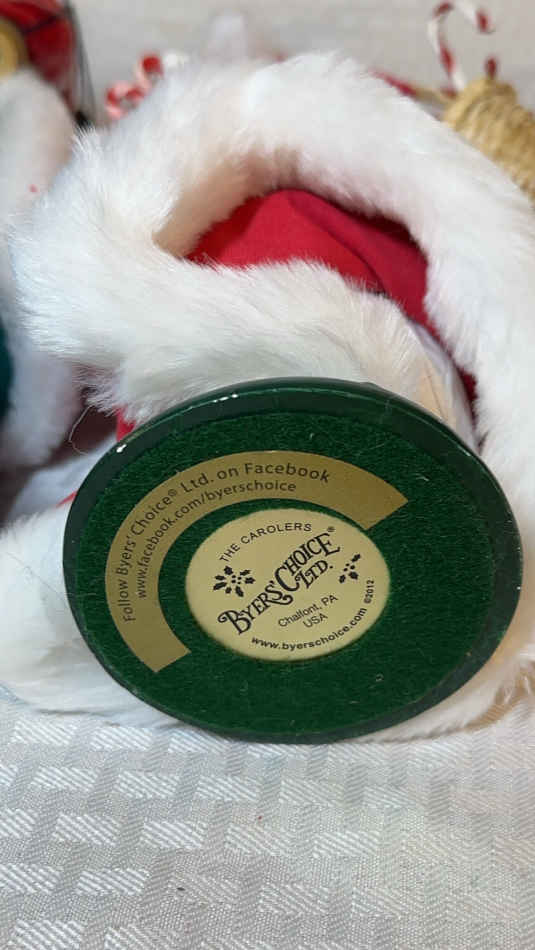 Follow Byers' Choice® Ltd. on Facebook
www.facebook.com/byerschoice
THE CAROLERS®
BYERS' CHOICE
LTD.
Chalfont, PA
USA
©2012
www.byerschoice.com